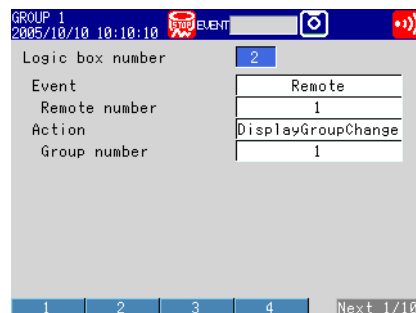 GROUP 1
2005/10/10 10:10:10 STOP EVENT
Logic box number 2
Event Remote
Remote number 1
Action DisplayGroupChange
Group number 1
1 2 3 4 Next 1/10